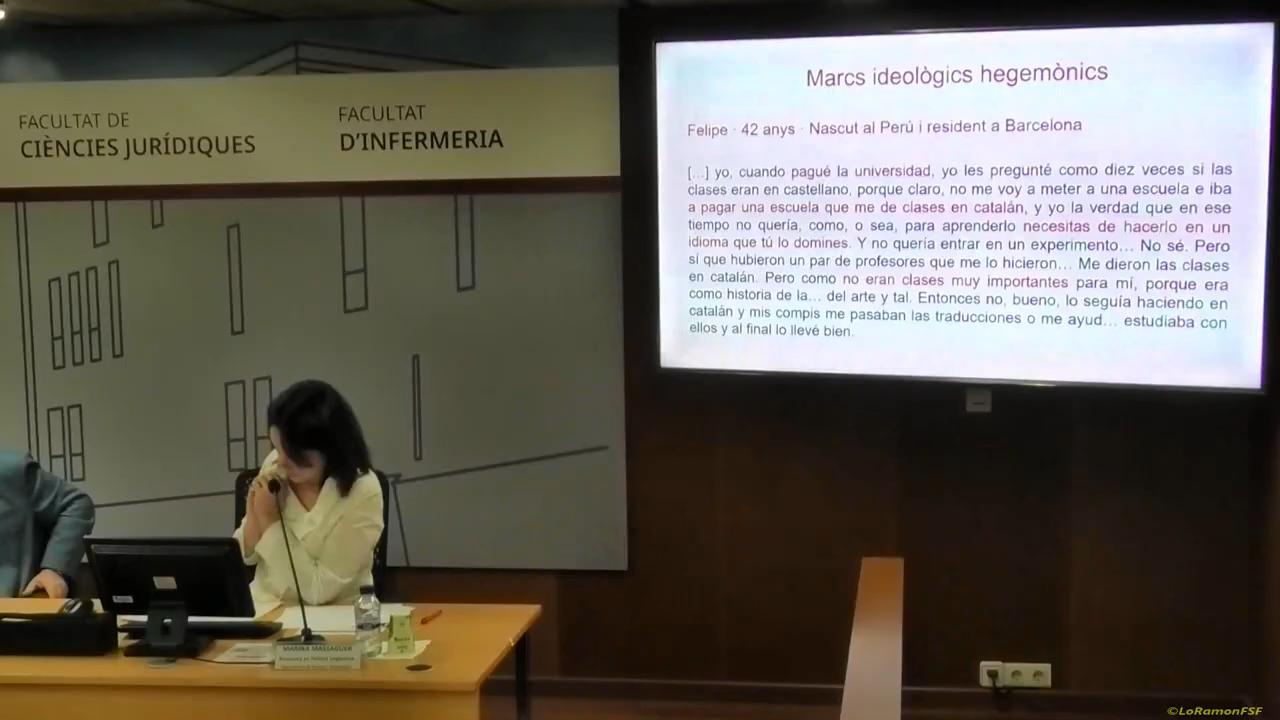 FACULTAT DE
CIÈNCIES JURÍDIQUES
FACULTAT
D'INFERMERIA
Marcs ideològics hegemònics
Felipe · 42 anys · Nascut al Perú i resident a Barcelona
[...] yo, cuando pagué la universidad, yo les pregunté como diez veces si las
clases eran en castellano, porque claro, no me voy a meter a una escuela e iba
a pagar una escuela que me de clases en catalán, y yo la verdad que en ese
tiempo no quería, como, o sea, para aprenderlo necesitas de hacerlo en un
idioma que tú lo domines. Y no quería entrar en un experimento... No sé. Pero
sí que hubieron un par de profesores que me lo hicieron... Me dieron las clases
en catalán. Pero como no eran clases muy importantes para mí, porque era
como historia de la... del arte y tal. Entonces no, bueno, lo seguía haciendo en
catalán y mis compis me pasaban las traducciones o me ayud... estudiaba con
ellos y al final lo llevé bien.
MARINA MASSAGUER
©LoRamonFSF